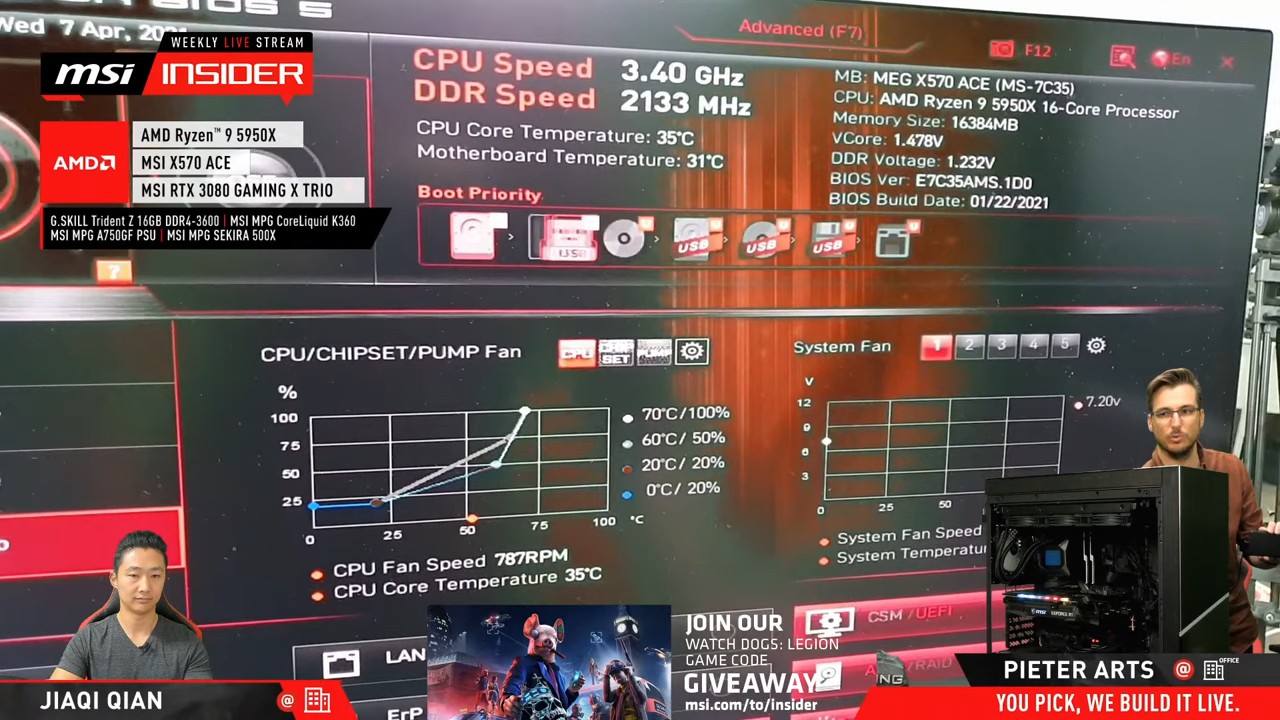 Wed 7 Apr,
WEEKLY LIVE STREAM
msi INSIDER
AMD
AMD Ryzen™ 9 5950X
MSI X570 ACE
MSI RTX 3080 GAMING X TRIO
G.SKILL Trident Z 16GB DDR4-3600 | MSI MPG CoreLiquid K360
MSI MPG A750GF PSU | MSI MPG SEKIRA 500X
?
Advanced (F7)
F12
En
X
CPU Speed 3.40 GHz
DDR Speed 2133 MHz
CPU Core Temperature: 35°C
Motherboard Temperature: 31°C
MB: MEG X570 ACE (MS-7C35)
CPU: AMD Ryzen 9 5950X 16-Core Processor
Memory Size: 16384MB
VCore: 1.478V
DDR Voltage: 1.232V
BIOS Ver: E7C35AMS.1D0
BIOS Build Date: 01/22/2021
Boot Priority
USB
USB
USB
CPU/CHIPSET/PUMP Fan
CPU
CHIP
SET
PUMP
System Fan
1 2 3 4 5
%
100
75
50
25
0 25 50 75 100 °C
70°C/100%
60°C/ 50%
20°C/ 20%
0°C/ 20%
V
12
9
6
3
0 25 50
7.20v
CPU Fan Speed 787RPM
CPU Core Temperature 35°C
System Fan Speed
System Temperatu
CSM /UEFI
LAN
ErP
JOIN OUR
WATCH DOGS: LEGION
GAME CODE
GIVEAWAY
msi.com/to/insider
JIAQI QIAN
@
PIETER ARTS @ OFFICE
YOU PICK, WE BUILD IT LIVE.